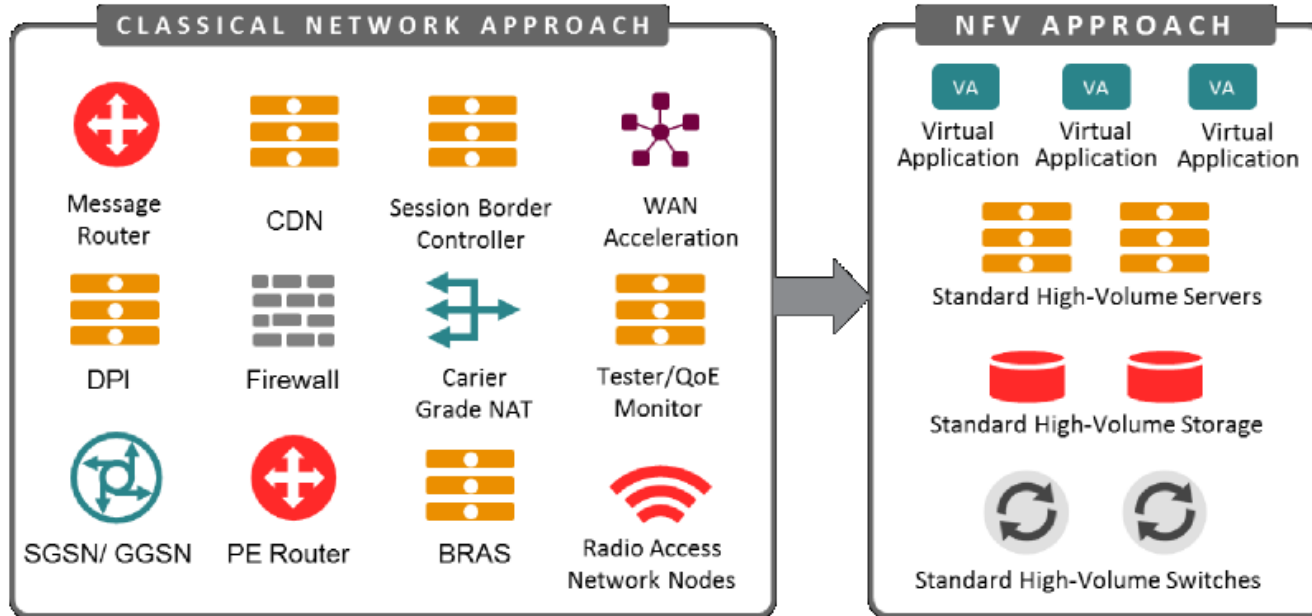 CLASSICAL NETWORK APPROACH
Message
Router
CDN
Session Border
Controller
WAN
Acceleration
DPI
Firewall
Carier
Grade NAT
Tester/QoE
Monitor
SGSN/ GGSN
PE Router
BRAS
Radio Access
Network Nodes
NFV APPROACH
VA
Virtual
Application
VA
Virtual
Application
VA
Virtual
Application
Standard High-Volume Servers
Standard High-Volume Storage
Standard High-Volume Switches